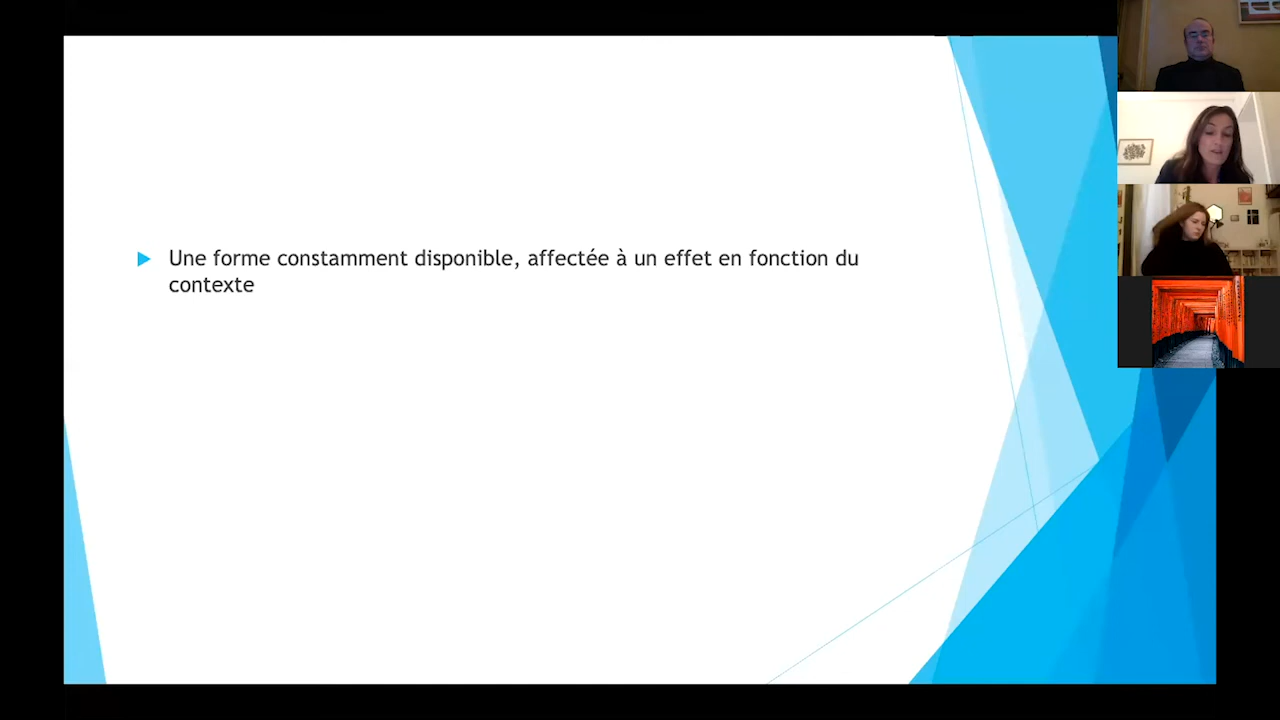 Une forme constamment disponible, affectée à un effet en fonction du
contexte